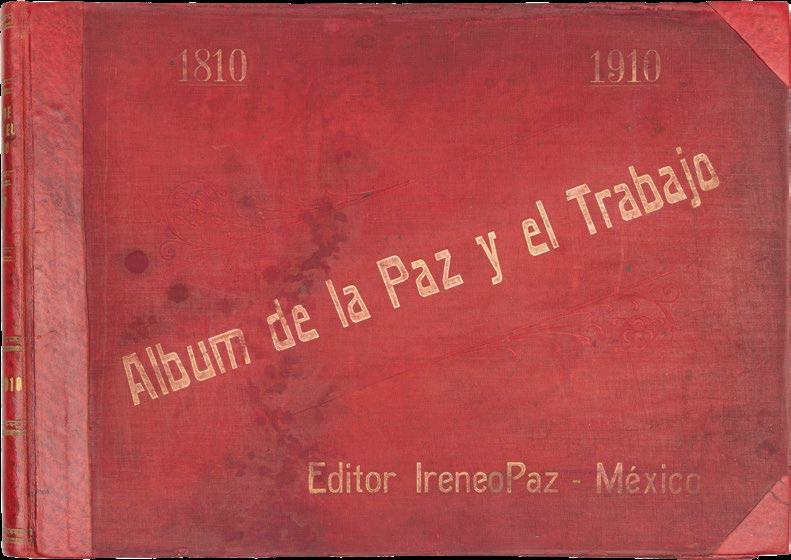 1810 1910
Album de la Paz y el Trabajo
Editor IreneoPaz - México